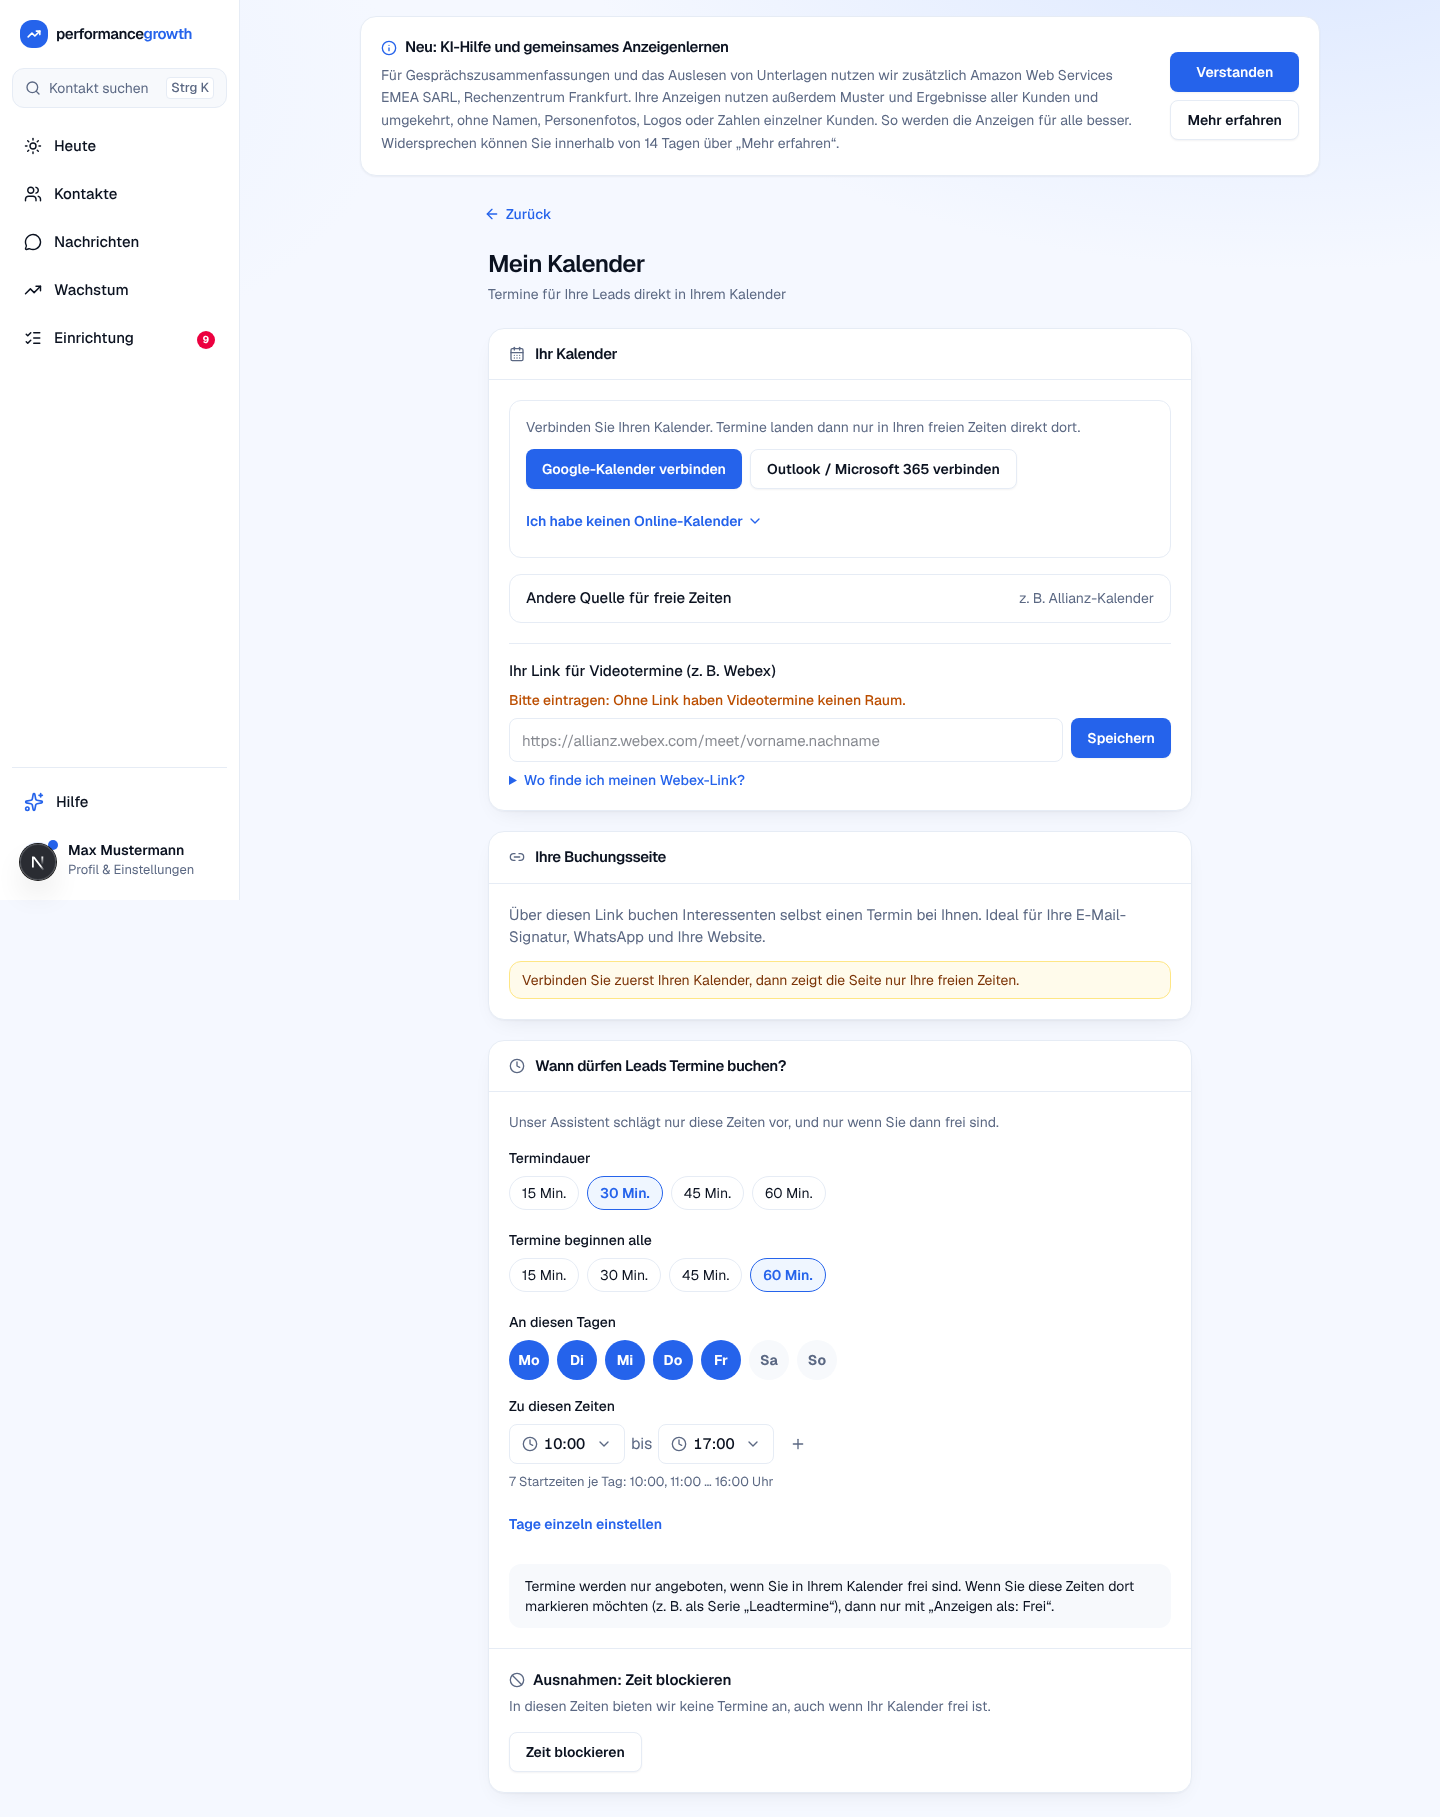 performancegrowth
Kontakt suchen Strg K
Heute
Kontakte
Nachrichten
Wachstum
Einrichtung 9
Hilfe
N
Max Mustermann
Profil & Einstellungen
Neu: KI-Hilfe und gemeinsames Anzeigenlernen
Für Gesprächszusammenfassungen und das Auslesen von Unterlagen nutzen wir zusätzlich Amazon Web Services
EMEA SARL, Rechenzentrum Frankfurt. Ihre Anzeigen nutzen außerdem Muster und Ergebnisse aller Kunden und
umgekehrt, ohne Namen, Personenfotos, Logos oder Zahlen einzelner Kunden. So werden die Anzeigen für alle besser.
Widersprechen können Sie innerhalb von 14 Tagen über „Mehr erfahren“.
Verstanden
Mehr erfahren
Zurück
Mein Kalender
Termine für Ihre Leads direkt in Ihrem Kalender
Ihr Kalender
Verbinden Sie Ihren Kalender. Termine landen dann nur in Ihren freien Zeiten direkt dort.
Google-Kalender verbinden Outlook / Microsoft 365 verbinden
Ich habe keinen Online-Kalender
Andere Quelle für freie Zeiten z. B. Allianz-Kalender
Ihr Link für Videotermine (z. B. Webex)
Bitte eintragen: Ohne Link haben Videotermine keinen Raum.
https://allianz.webex.com/meet/vorname.nachname Speichern
Wo finde ich meinen Webex-Link?
Ihre Buchungsseite
Über diesen Link buchen Interessenten selbst einen Termin bei Ihnen. Ideal für Ihre E-Mail-
Signatur, WhatsApp und Ihre Website.
Verbinden Sie zuerst Ihren Kalender, dann zeigt die Seite nur Ihre freien Zeiten.
Wann dürfen Leads Termine buchen?
Unser Assistent schlägt nur diese Zeiten vor, und nur wenn Sie dann frei sind.
Termindauer
15 Min. 30 Min. 45 Min. 60 Min.
Termine beginnen alle
15 Min. 30 Min. 45 Min. 60 Min.
An diesen Tagen
Mo Di Mi Do Fr Sa So
Zu diesen Zeiten
10:00 bis 17:00
7 Startzeiten je Tag: 10:00, 11:00 … 16:00 Uhr
Tage einzeln einstellen
Termine werden nur angeboten, wenn Sie in Ihrem Kalender frei sind. Wenn Sie diese Zeiten dort
markieren möchten (z. B. als Serie „Leadtermine“), dann nur mit „Anzeigen als: Frei“.
Ausnahmen: Zeit blockieren
In diesen Zeiten bieten wir keine Termine an, auch wenn Ihr Kalender frei ist.
Zeit blockieren